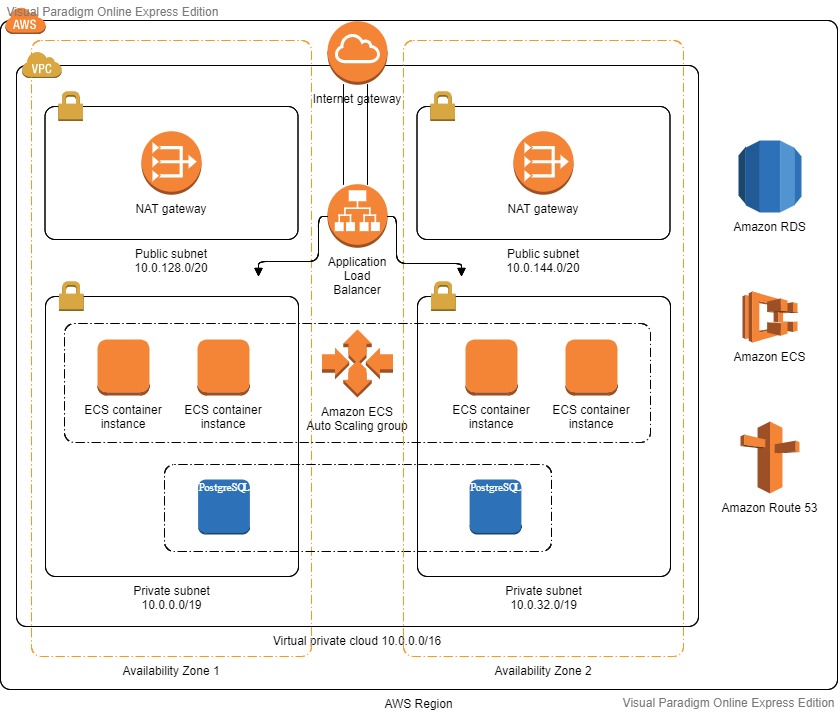 Visual Paradigm Online Express Edition
AWS
VPC
Internet gateway
NAT gateway
NAT gateway
Amazon RDS
Public subnet
10.0.128.0/20
Application
Load
Balancer
Public subnet
10.0.144.0/20
Amazon ECS
ECS container
instance
ECS container
instance
Amazon ECS
Auto Scaling group
ECS container
instance
ECS container
instance
PostgreSQL
PostgreSQL
Amazon Route 53
Private subnet
10.0.0.0/19
Private subnet
10.0.32.0/19
Virtual private cloud 10.0.0.0/16
Availability Zone 1
Availability Zone 2
AWS Region
Visual Paradigm Online Express Edition